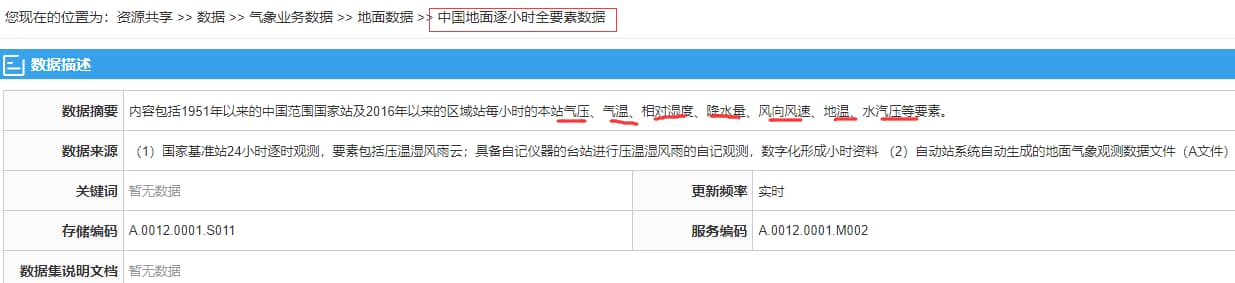 您现在的位置为：资源共享 >> 数据 >> 气象业务数据 >> 地面数据 >> 中国地面逐小时全要素数据
数据描述
数据摘要 内容包括1951年以来的中国范围国家站及2016年以来的区域站每小时的本站气压、气温、相对湿度、降水量、风向风速、地温、水汽压等要素。
数据来源 （1）国家基准站24小时逐时观测，要素包括压温湿风雨云；具备自记仪器的台站进行压温湿风雨的自记观测，数字化形成小时资料 （2）自动站系统自动生成的地面气象观测数据文件（A文件）
关键词 暂无数据 更新频率 实时
存储编码 A.0012.0001.S011 服务编码 A.0012.0001.M002
数据集说明文档 暂无数据